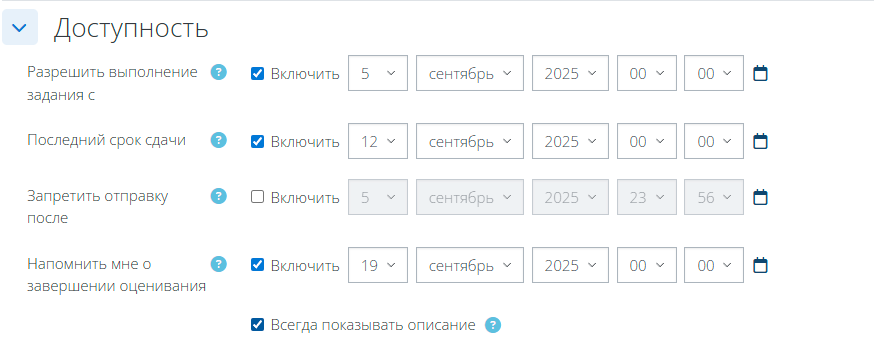 Доступность
Разрешить выполнение
задания с
? Включить 5 сентябрь 2025 00 00
Последний срок сдачи ? Включить 12 сентябрь 2025 00 00
Запретить отправку
после
? Включить 5 сентябрь 2025 23 56
Напомнить мне о
завершении оценивания
? Включить 19 сентябрь 2025 00 00
Всегда показывать описание ?